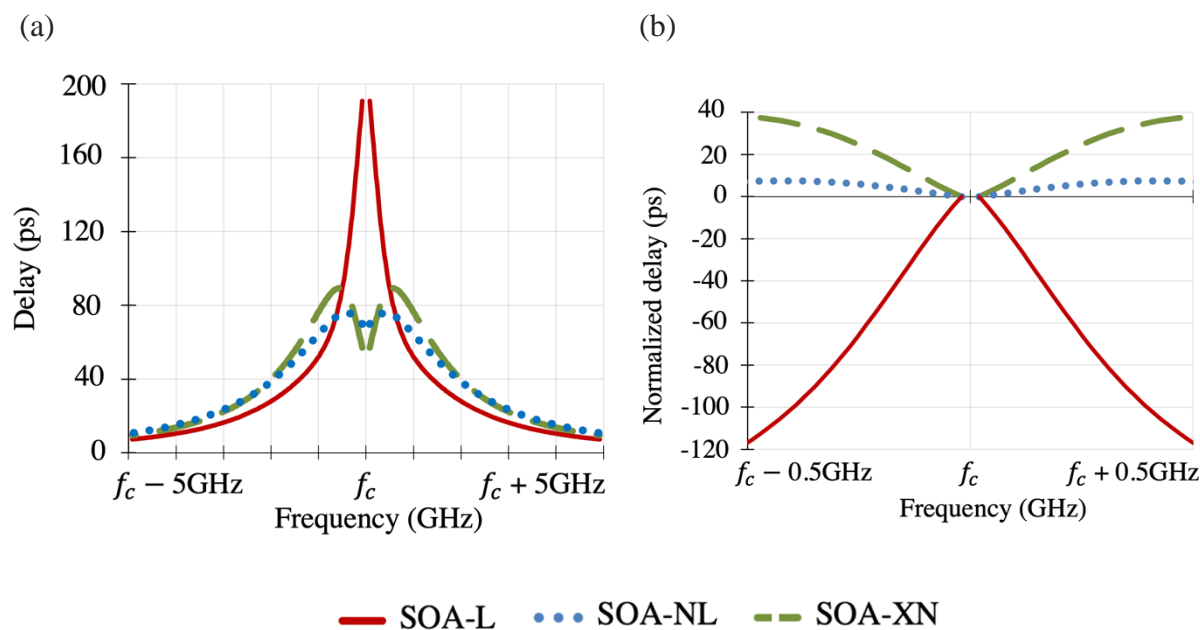 (a)
(b)
200
160
120
80
40
0
Delay (ps)
f_c − 5GHz
f_c
f_c + 5GHz
Frequency (GHz)
40
20
0
-20
-40
-60
-80
-100
-120
Normalized delay (ps)
f_c − 0.5GHz
f_c
f_c + 0.5GHz
Frequency (GHz)
SOA-L
SOA-NL
SOA-XN